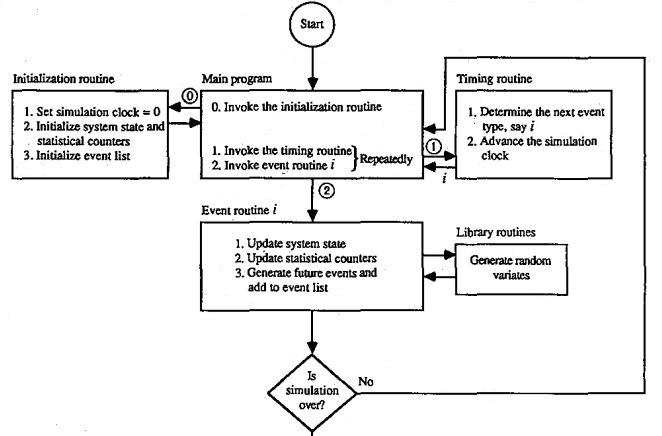 Start
Initialization routine
1. Set simulation clock = 0
2. Initialize system state and
statistical counters
3. Initialize event list
⓪
Main program
0. Invoke the initialization routine
1. Invoke the timing routine
2. Invoke event routine i
} Repeatedly
①
i
Timing routine
1. Determine the next event
type, say i
2. Advance the simulation
clock
②
Event routine i
1. Update system state
2. Update statistical counters
3. Generate future events and
add to event list
Library routines
Generate random
variates
Is
simulation
over?
No